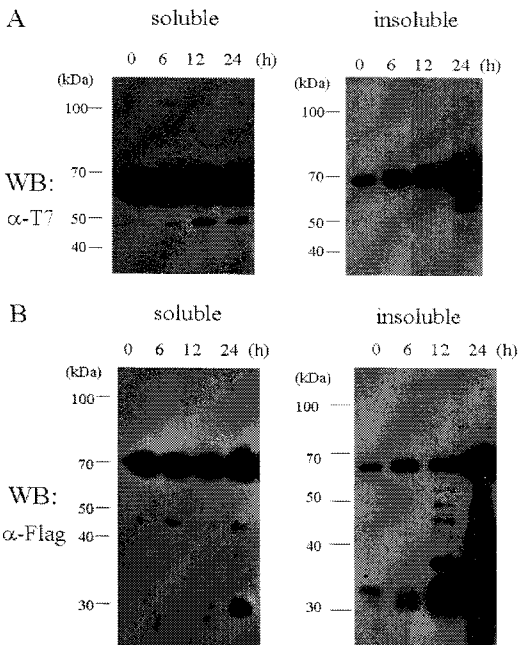 A
soluble
insoluble
0 6 12 24 (h)
0 6 12 24 (h)
(kDa)
100
70
50
40
(kDa)
100
70
50
40
WB:
α-T7
B
soluble
insoluble
0 6 12 24 (h)
0 6 12 24 (h)
(kDa)
100
70
50
40
30
(kDa)
100
70
50
40
30
WB:
α-Flag